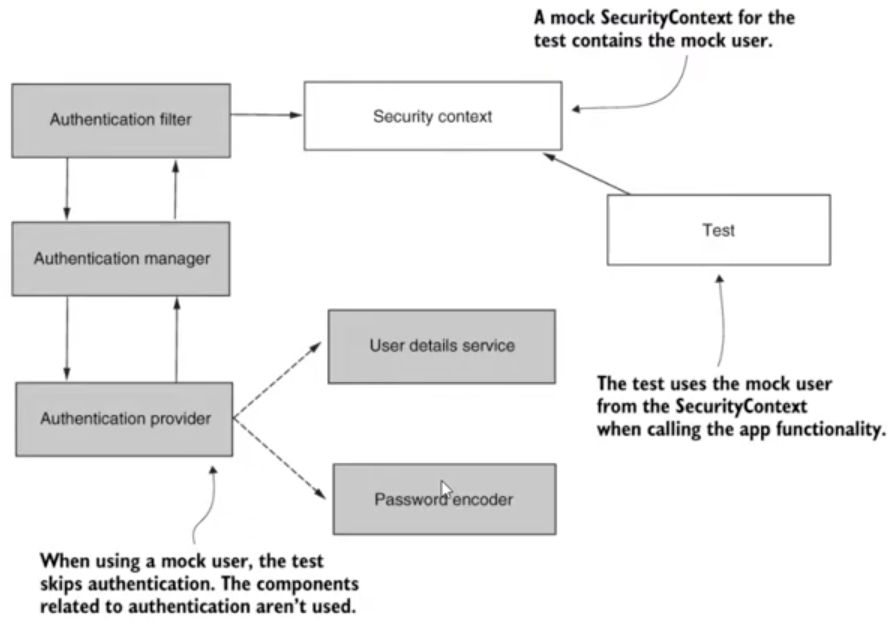 A mock SecurityContext for the
test contains the mock user.
Authentication filter
Security context
Test
Authentication manager
User details service
The test uses the mock user
from the SecurityContext
when calling the app functionality.
Authentication provider
Password encoder
When using a mock user, the test
skips authentication. The components
related to authentication aren't used.